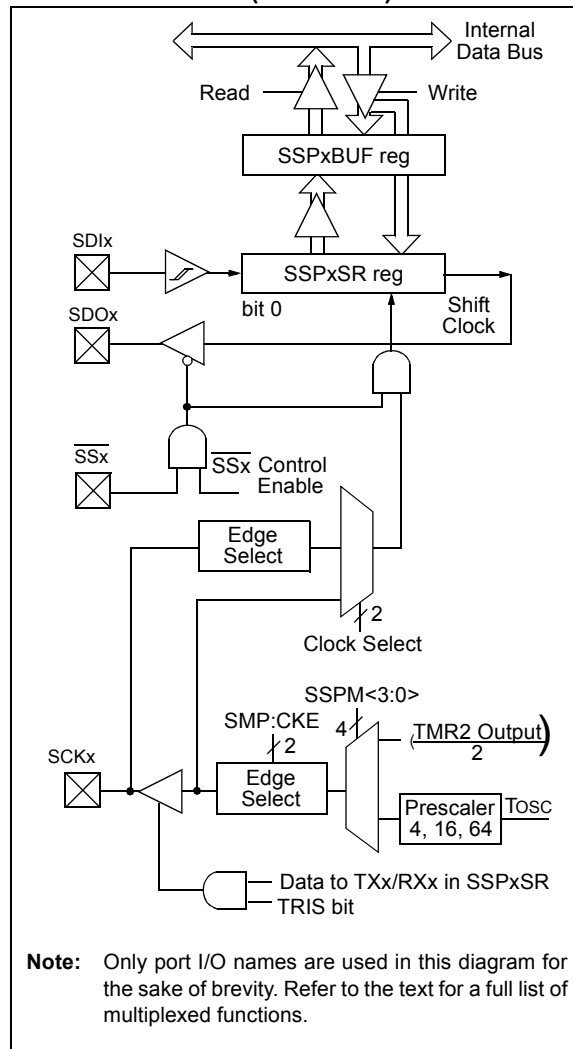 Internal
Data Bus
Read
Write
SSPxBUF reg
SDIx
SSPxSR reg
bit 0
Shift
Clock
SDOx
SSx
SSx Control
Enable
Edge
Select
2
Clock Select
SSPM<3:0>
SMP:CKE
4
2
(TMR2 Output)
2
SCKx
Edge
Select
Prescaler
4, 16, 64
TOSC
Data to TXx/RXx in SSPxSR
TRIS bit
Note: Only port I/O names are used in this diagram for
the sake of brevity. Refer to the text for a full list of
multiplexed functions.